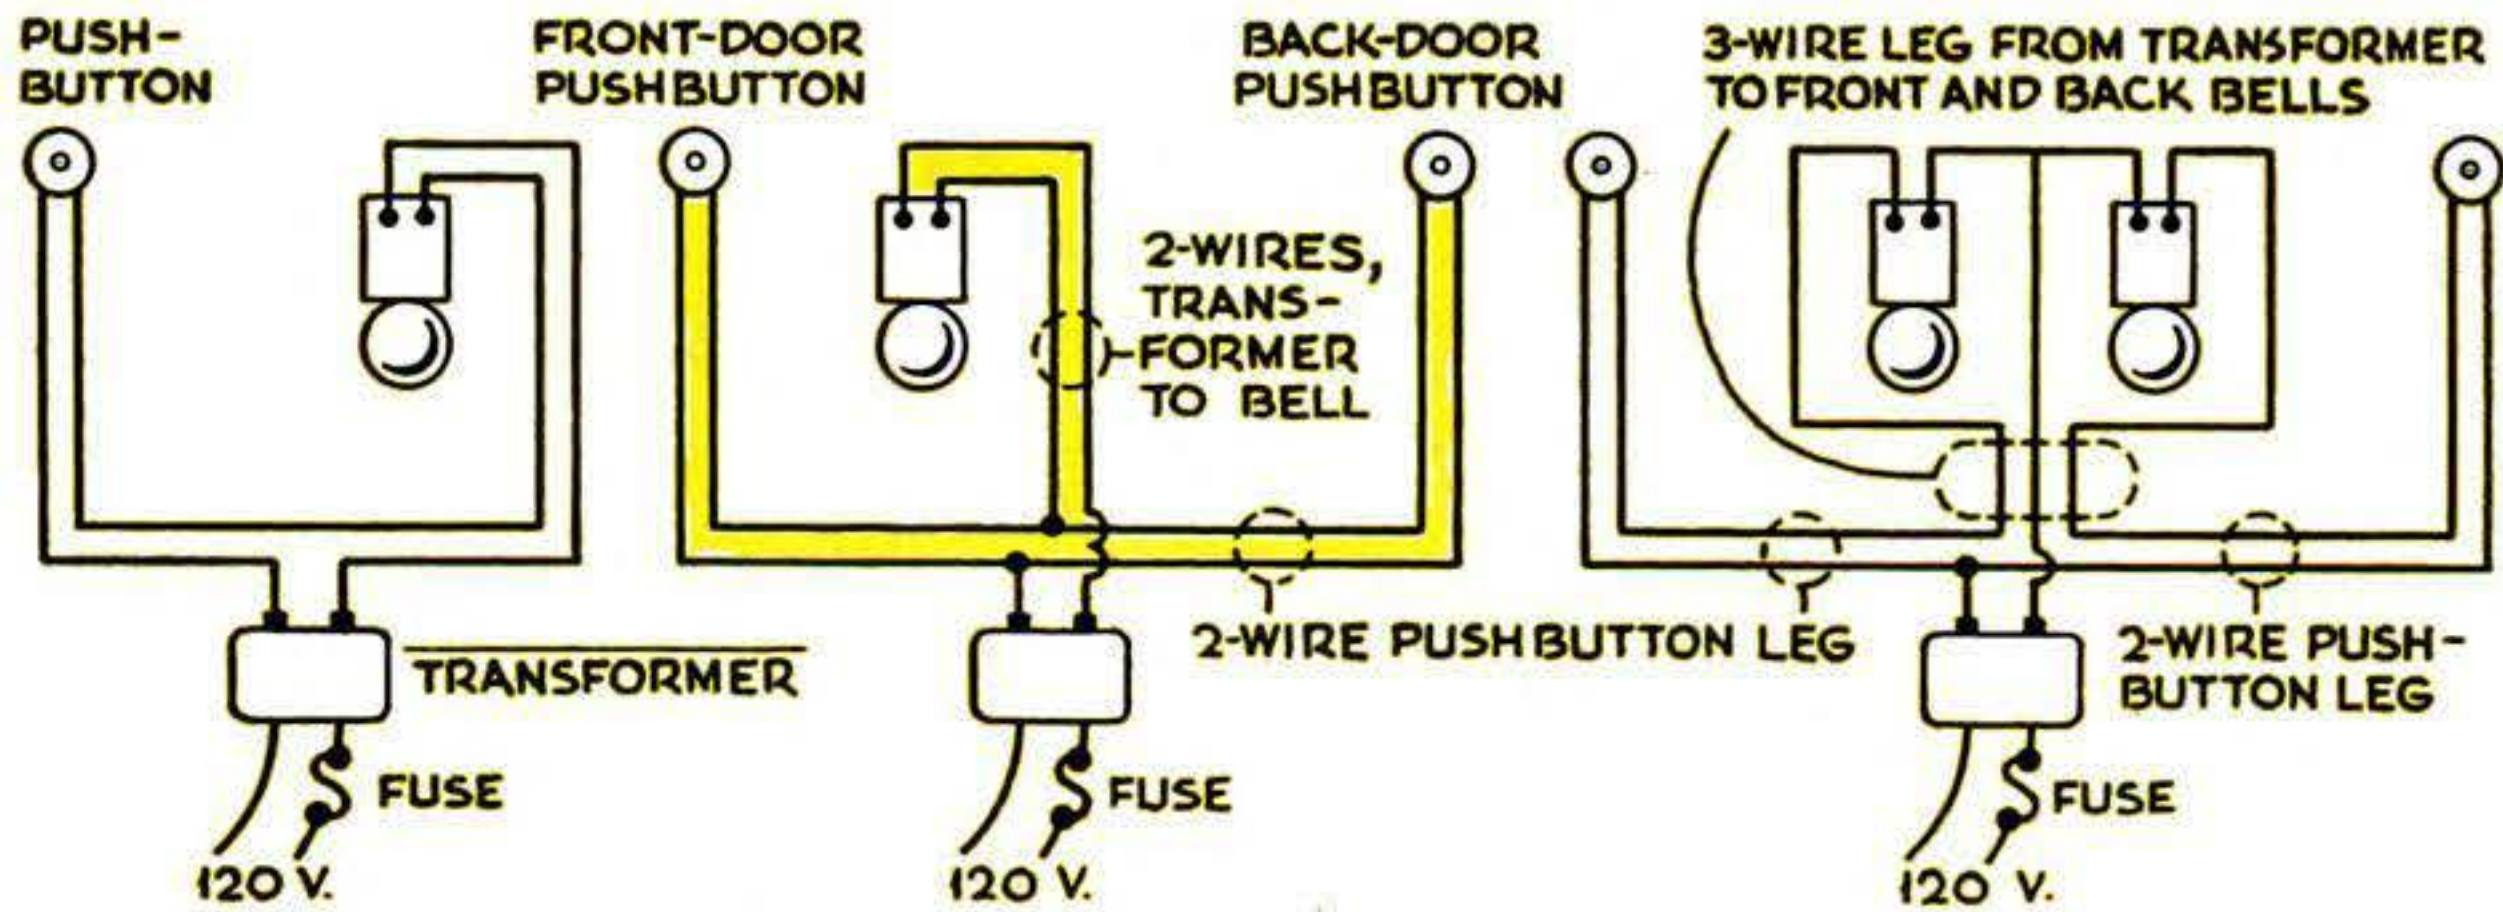 PUSH-
BUTTON
FRONT-DOOR
PUSHBUTTON
BACK-DOOR
PUSHBUTTON
3-WIRE LEG FROM TRANSFORMER
TO FRONT AND BACK BELLS
2-WIRES,
TRANS-
FORMER
TO BELL
2-WIRE PUSHBUTTON LEG
2-WIRE PUSH-
BUTTON LEG
TRANSFORMER
FUSE
120 V.
FUSE
120 V.
FUSE
120 V.